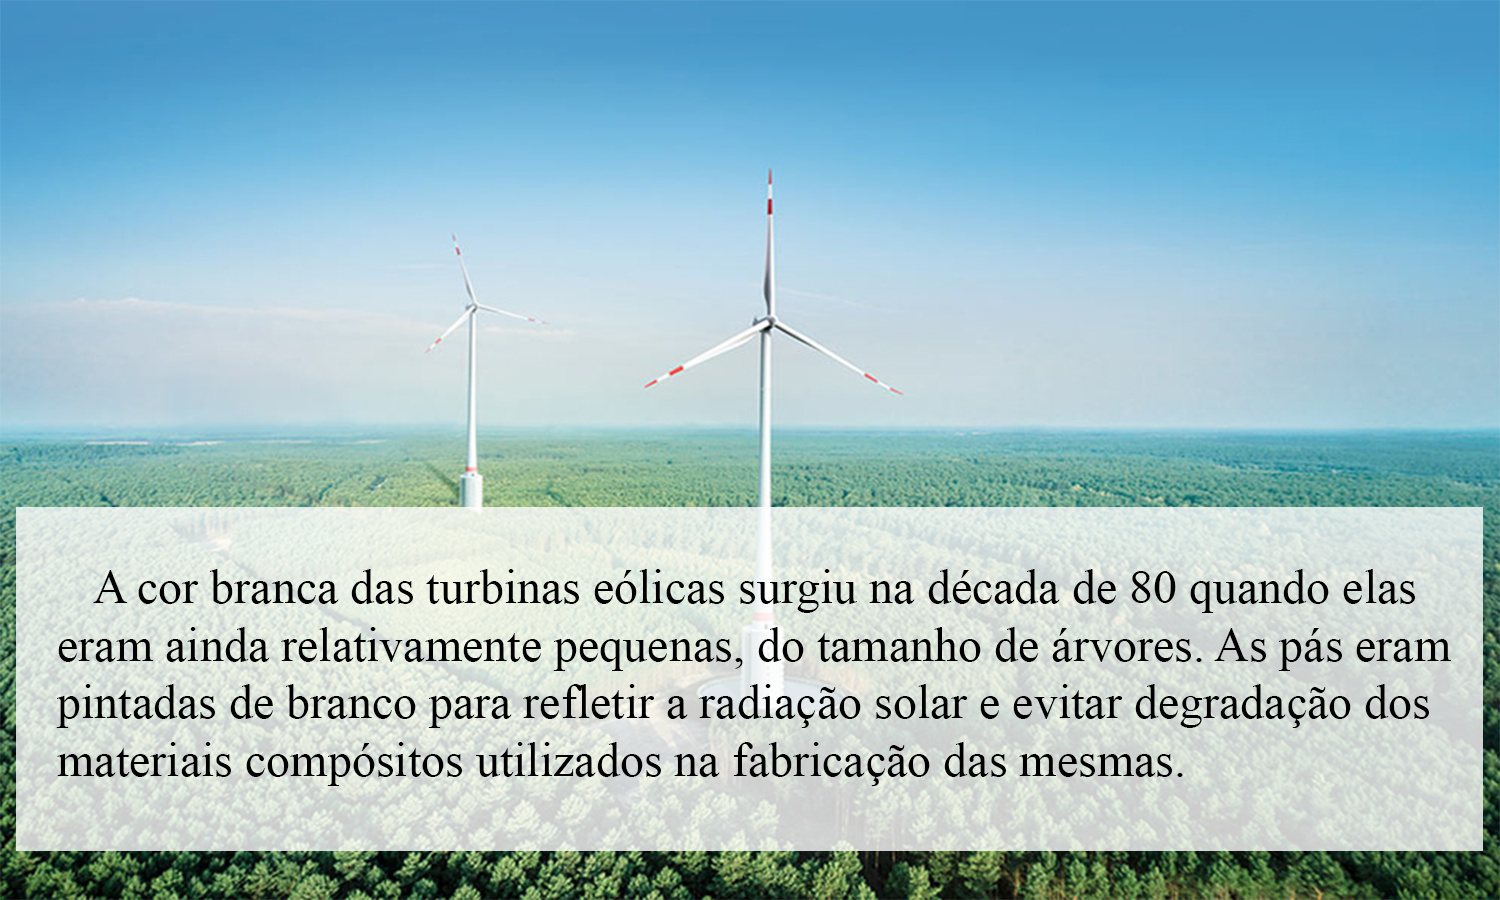 A cor branca das turbinas eólicas surgiu na década de 80 quando elas
eram ainda relativamente pequenas, do tamanho de árvores. As pás eram
pintadas de branco para refletir a radiação solar e evitar degradação dos
materiais compósitos utilizados na fabricação das mesmas.